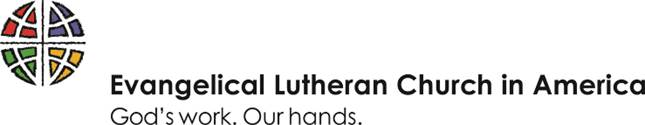 Evangelical Lutheran Church in America
God's work. Our hands.